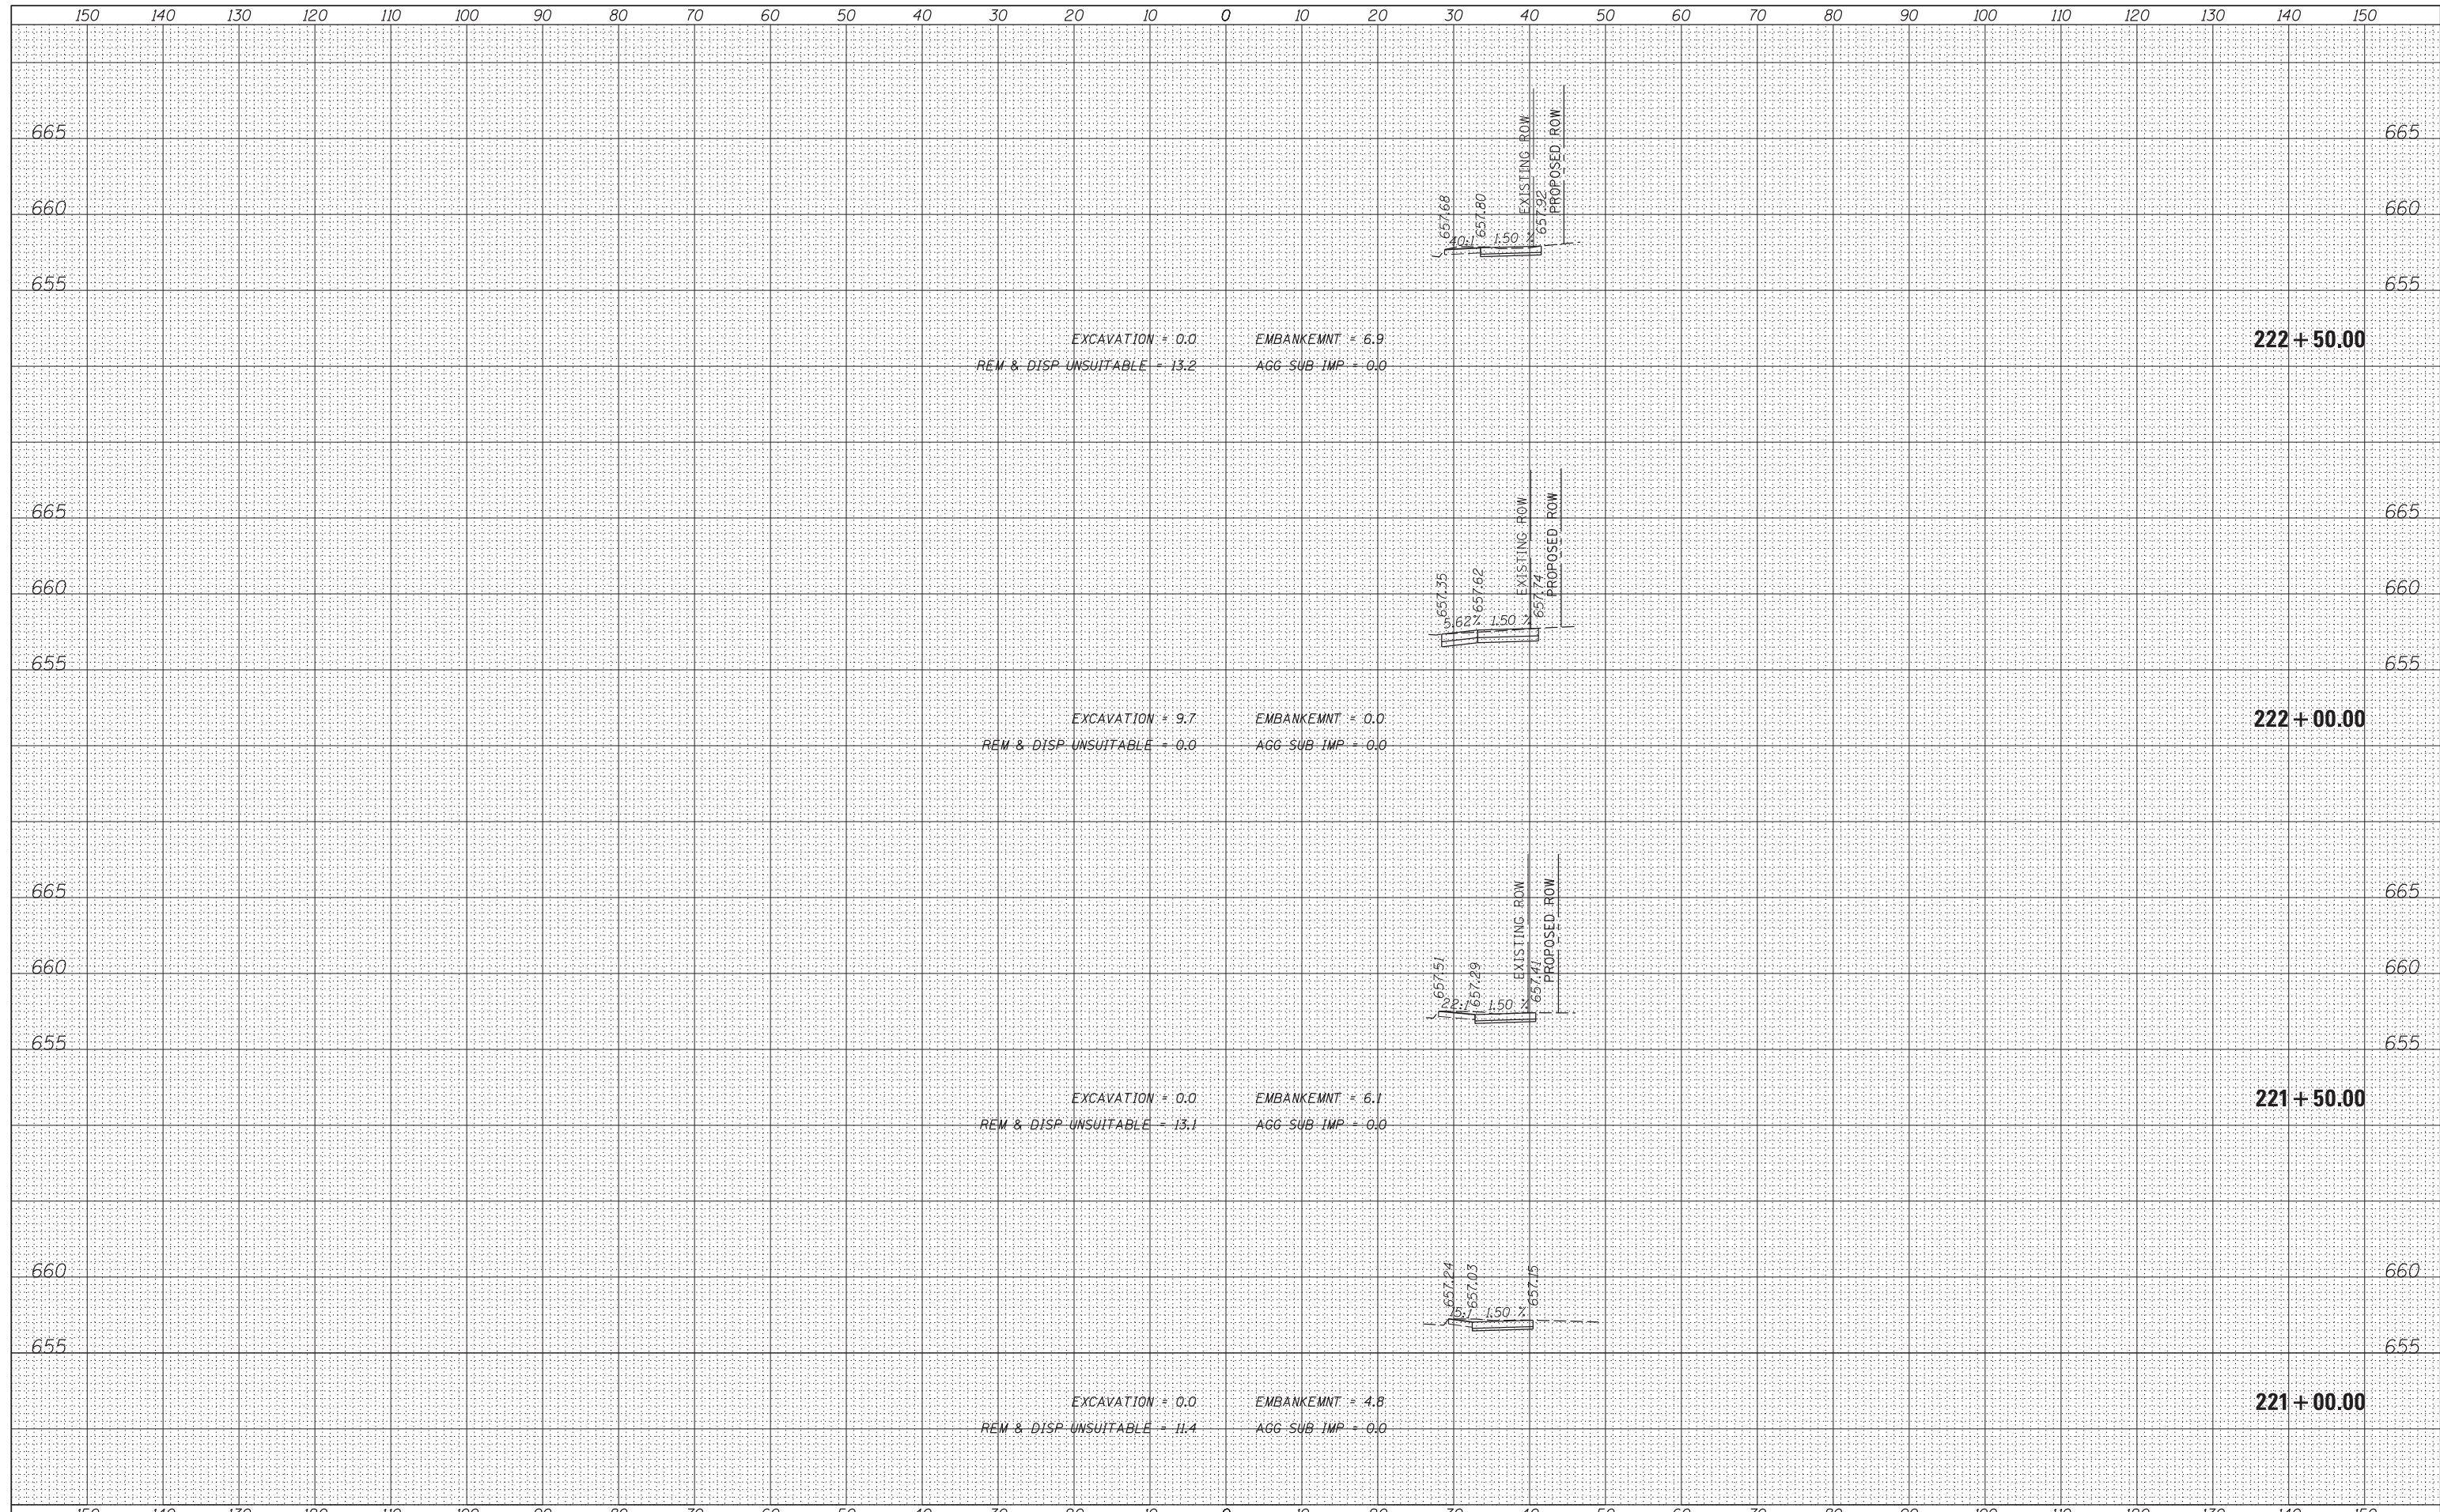 150 140 130 120 110 100 90 80 70 60 50 40 30 20 10 0 10 20 30 40 50 60 70 80 90 100 110 120 130 140 150
EXISTING ROW
PROPOSED ROW
665 665
657.68 657.80 657.92
660 660
40:1 1.50 %
655 655
EXCAVATION = 0.0 EMBANKEMNT = 6.9 222+50.00
REM & DISP UNSUITABLE = 13.2 AGG SUB IMP = 0.0
EXISTING ROW
PROPOSED ROW
665 665
657.35 657.62 657.74
660 660
5.62% 1.50 %
655 655
EXCAVATION = 9.7 EMBANKEMNT = 0.0 222+00.00
REM & DISP UNSUITABLE = 0.0 AGG SUB IMP = 0.0
EXISTING ROW
PROPOSED ROW
665 665
657.51 657.29 657.41
660 660
22:1 1.50 %
655 655
EXCAVATION = 0.0 EMBANKEMNT = 6.1 221+50.00
REM & DISP UNSUITABLE = 13.1 AGG SUB IMP = 0.0
657.24 657.03 657.15
660 660
15:1 1.50 %
655 655
EXCAVATION = 0.0 EMBANKEMNT = 4.8 221+00.00
REM & DISP UNSUITABLE = 11.4 AGG SUB IMP = 0.0
150 140 130 120 110 100 90 80 70 60 50 40 30 20 10 0 10 20 30 40 50 60 70 80 90 100 110 120 130 140 150